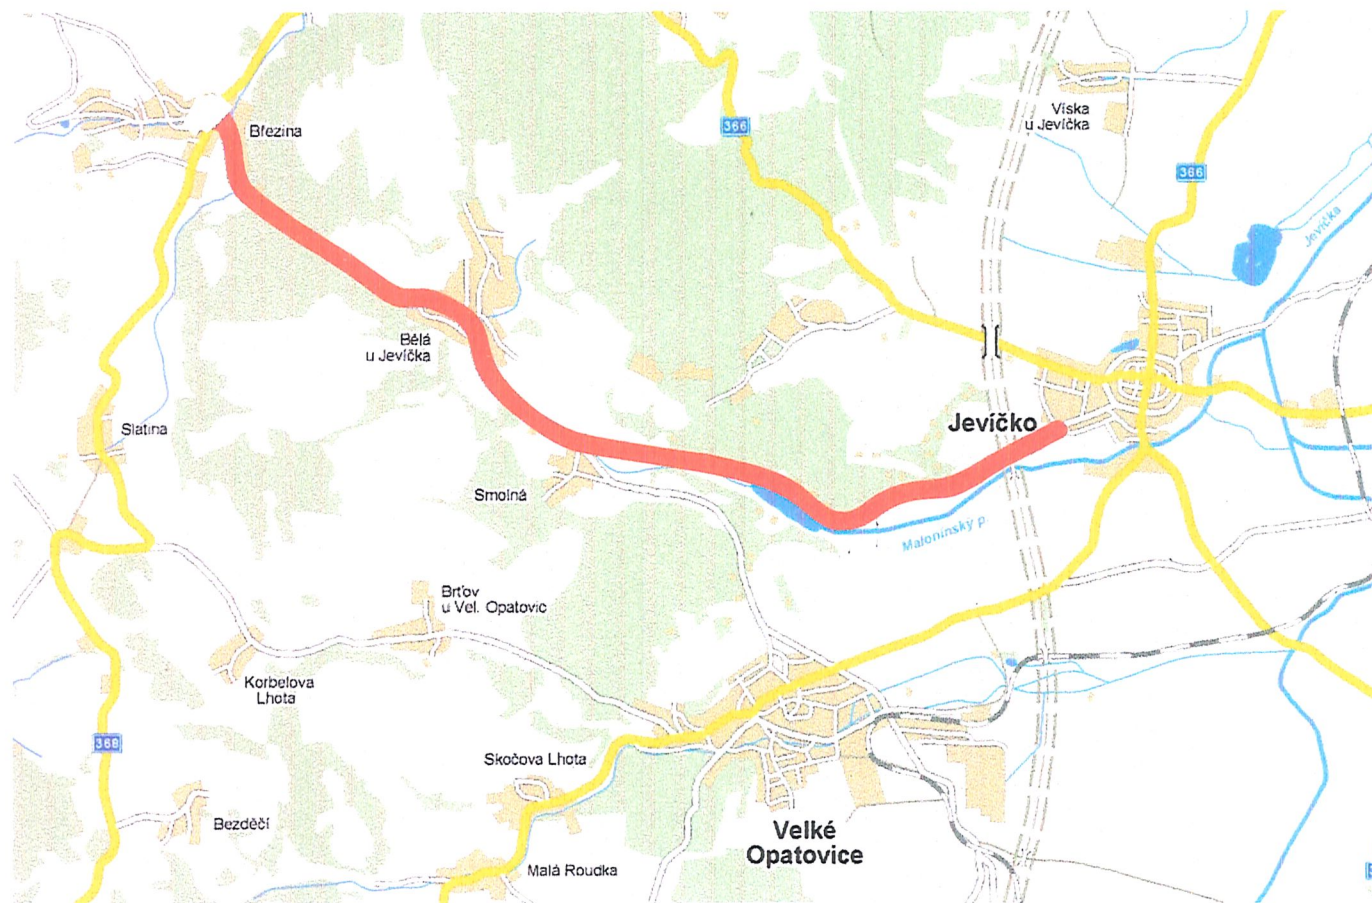 Víska
u Jevíčka
366
Březina
366
Jevíčka
Bělá
u Jevíčka
Slatina
Jevíčko
Smolná
Malonínský p.
Brťov
u Vel. Opatovic
Korbelova
Lhota
368
Skočova Lhota
Bezděčí
Velké
Opatovice
Malá Roudka